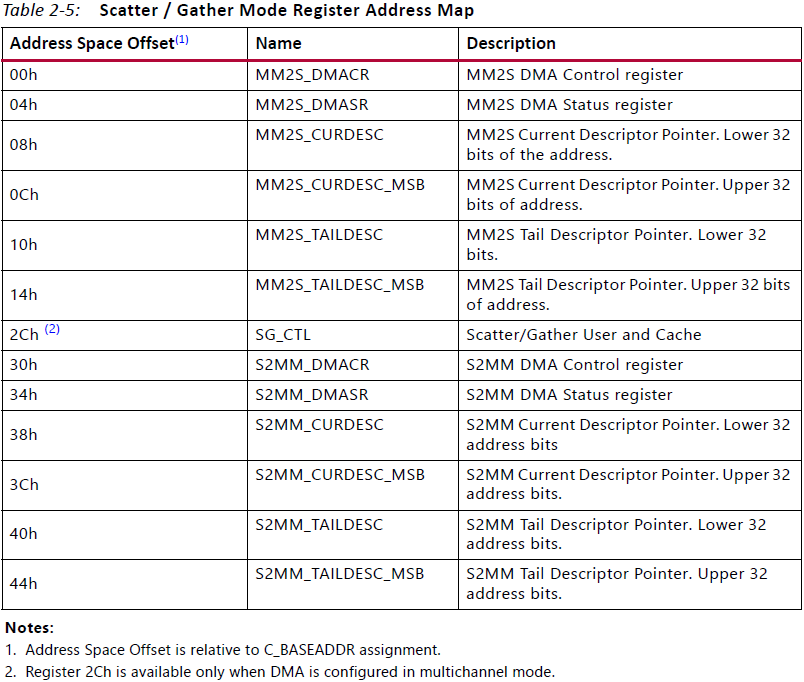 Table 2-5: Scatter / Gather Mode Register Address Map
Address Space Offset(1) Name Description
00h MM2S_DMACR MM2S DMA Control register
04h MM2S_DMASR MM2S DMA Status register
08h MM2S_CURDESC MM2S Current Descriptor Pointer. Lower 32
bits of the address.
0Ch MM2S_CURDESC_MSB MM2S Current Descriptor Pointer. Upper 32
bits of address.
10h MM2S_TAILDESC MM2S Tail Descriptor Pointer. Lower 32
bits.
14h MM2S_TAILDESC_MSB MM2S Tail Descriptor Pointer. Upper 32 bits
of address.
2Ch (2) SG_CTL Scatter/Gather User and Cache
30h S2MM_DMACR S2MM DMA Control register
34h S2MM_DMASR S2MM DMA Status register
38h S2MM_CURDESC S2MM Current Descriptor Pointer. Lower 32
address bits
3Ch S2MM_CURDESC_MSB S2MM Current Descriptor Pointer. Upper 32
address bits.
40h S2MM_TAILDESC S2MM Tail Descriptor Pointer. Lower 32
address bits.
44h S2MM_TAILDESC_MSB S2MM Tail Descriptor Pointer. Upper 32
address bits.
Notes:
1. Address Space Offset is relative to C_BASEADDR assignment.
2. Register 2Ch is available only when DMA is configured in multichannel mode.